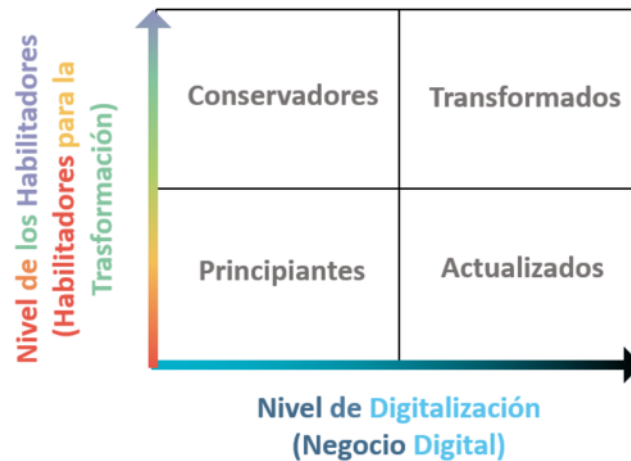 Nivel de los Habilitadores
(Habilitadores para la
Trasformación)
Conservadores
Transformados
Principiantes
Actualizados
Nivel de Digitalización
(Negocio Digital)